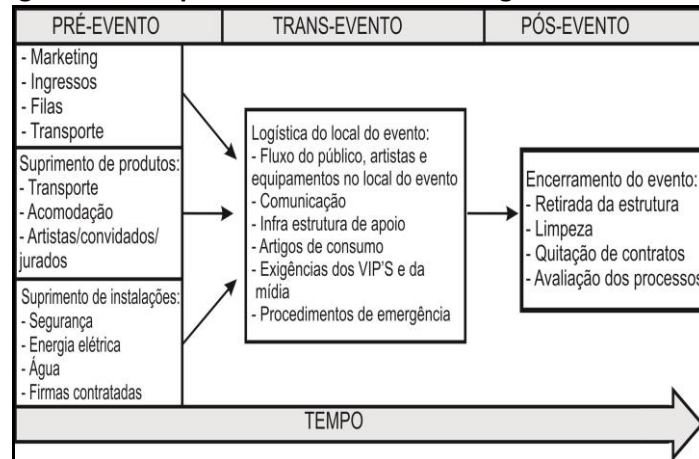 PRÉ-EVENTO
TRANS-EVENTO
PÓS-EVENTO
- Marketing
- Ingressos
- Filas
- Transporte
Suprimento de produtos:
- Transporte
- Acomodação
- Artistas/convidados/
jurados
Suprimento de instalações:
- Segurança
- Energia elétrica
- Água
- Firmas contratadas
Logística do local do evento:
- Fluxo do público, artistas e
equipamentos no local do evento
- Comunicação
- Infra estrutura de apoio
- Artigos de consumo
- Exigências dos VIP'S e da
mídia
- Procedimentos de emergência
Encerramento do evento:
- Retirada da estrutura
- Limpeza
- Quitação de contratos
- Avaliação dos processos
TEMPO